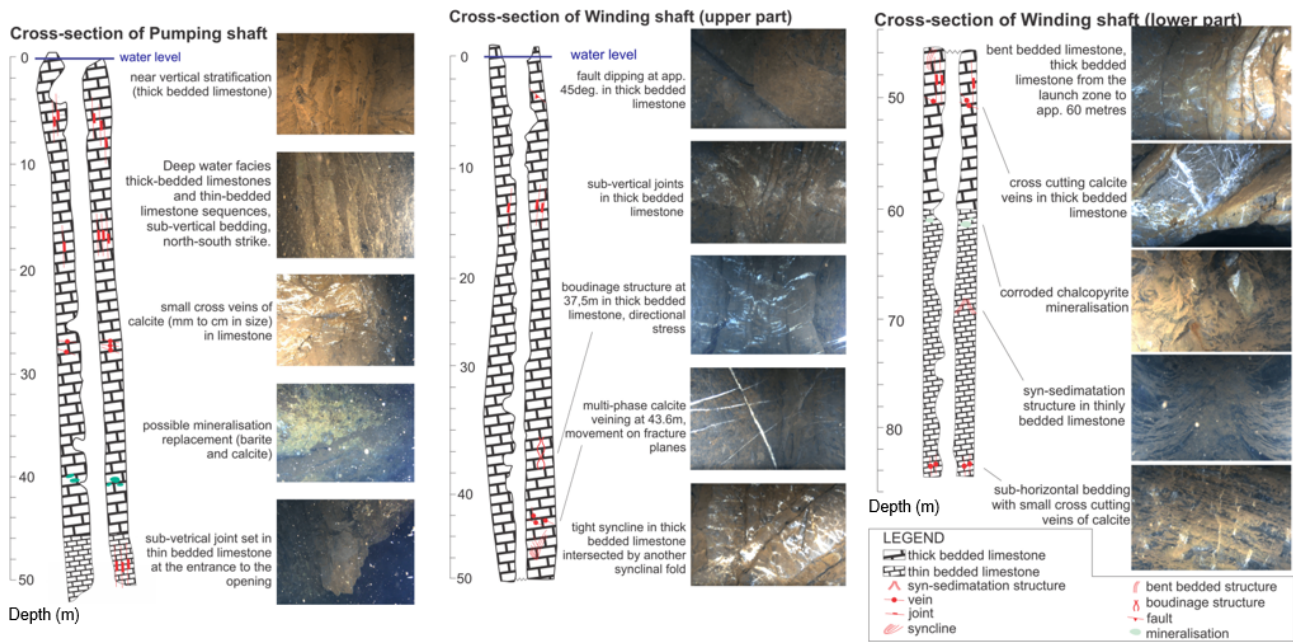 Cross-section of Pumping shaft
0
water level
near vertical stratification
(thick bedded limestone)
10
Deep water facies
thick-bedded limestones
and thin-bedded
limestone sequences,
sub-vertical bedding,
north-south strike.
20
small cross veins of
calcite (mm to cm in size)
in limestone
30
possible mineralisation
replacement (barite
and calcite)
40
sub-vetrical joint set in
thin bedded limestone
at the entrance to the
opening
50
Depth (m)
Cross-section of Winding shaft (upper part)
0
water level
fault dipping at app.
45deg. in thick bedded
limestone
10
sub-vertical joints
in thick bedded
limestone
20
boudinage structure at
37,5m in thick bedded
limestone, directional
stress
30
multi-phase calcite
veining at 43.6m,
movement on fracture
planes
40
tight syncline in thick
bedded limestone
intersected by another
synclinal fold
50
Cross-section of Winding shaft (lower part)
bent bedded limestone,
thick bedded
limestone from the
launch zone to
app. 60 metres
50
cross cutting calcite
veins in thick bedded
limestone
60
corroded chalcopyrite
mineralisation
70
syn-sedimatation
structure in thinly
bedded limestone
80
sub-horizontal bedding
with small cross cutting
veins of calcite
Depth (m)
LEGEND
thick bedded limestone
thin bedded limestone
syn-sedimatation structure
vein
joint
syncline
bent bedded structure
boudinage structure
fault
mineralisation